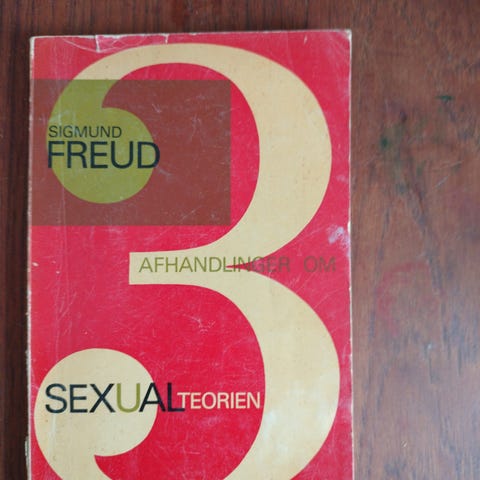 SIGMUND
FREUD
3
AFHANDLINGER OM
SEXUALTEORIEN